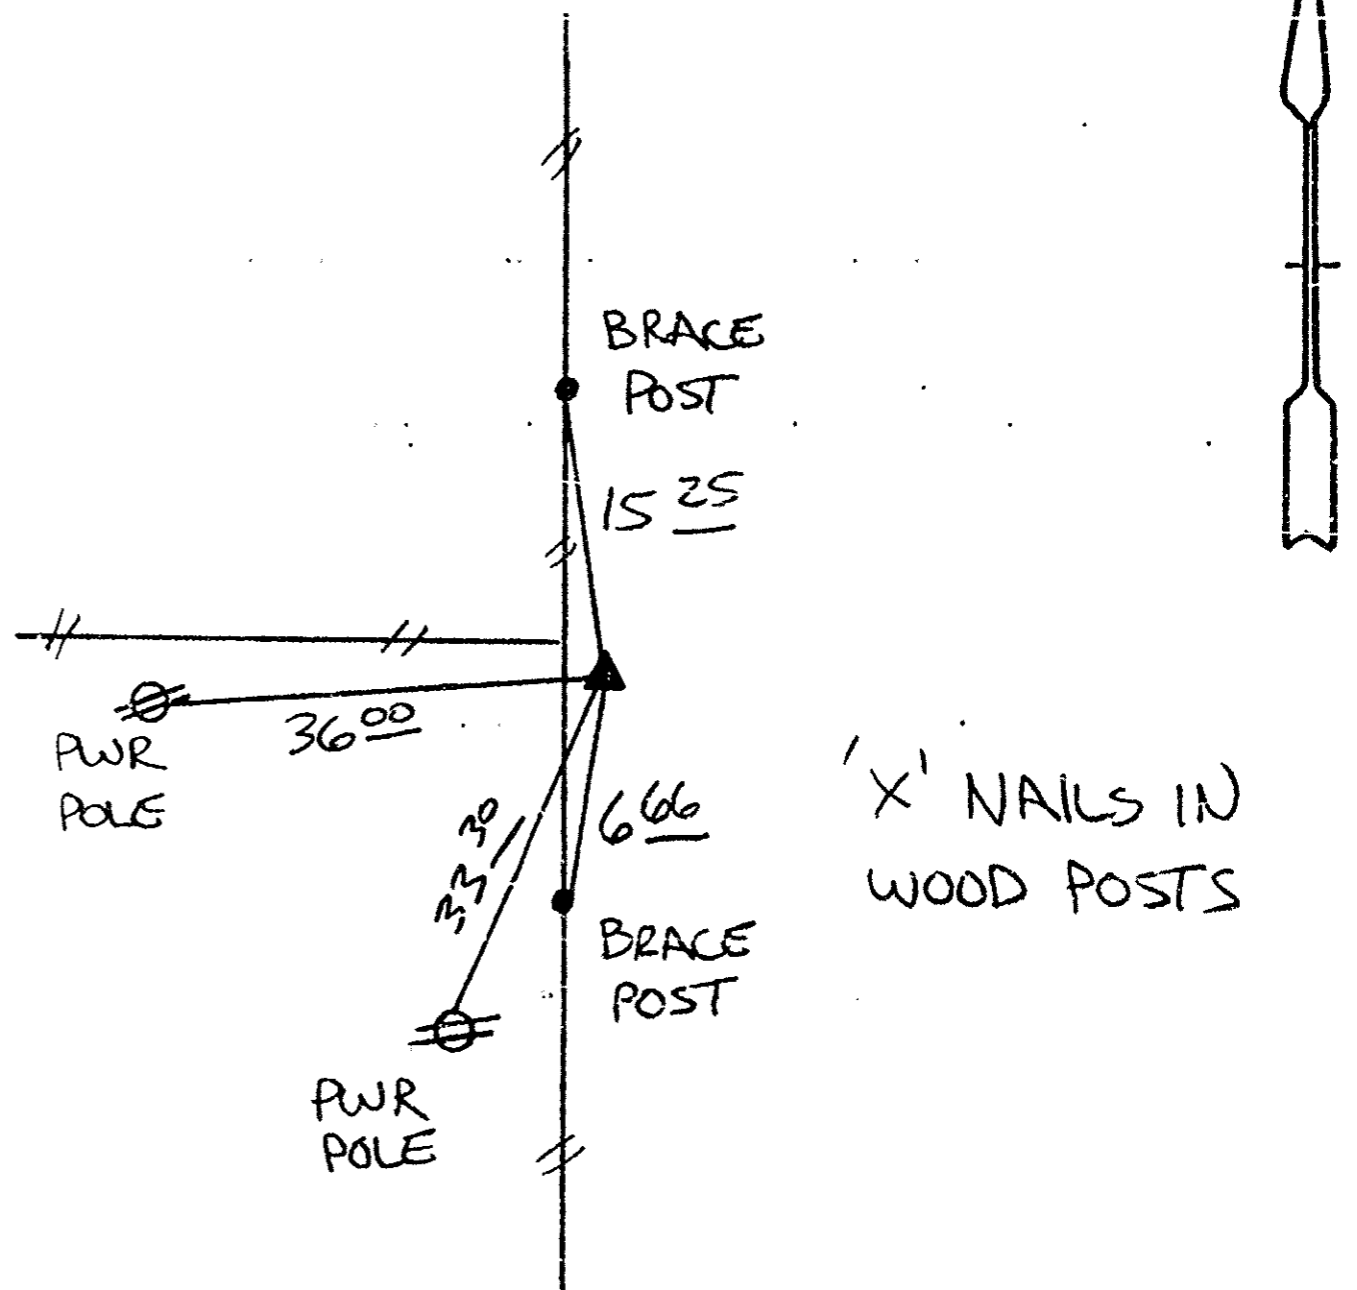 BRACE
POST
15 25
36 00
PWR
POLE
33 30
6 66
'X' NAILS IN
WOOD POSTS
BRACE
POST
PWR
POLE